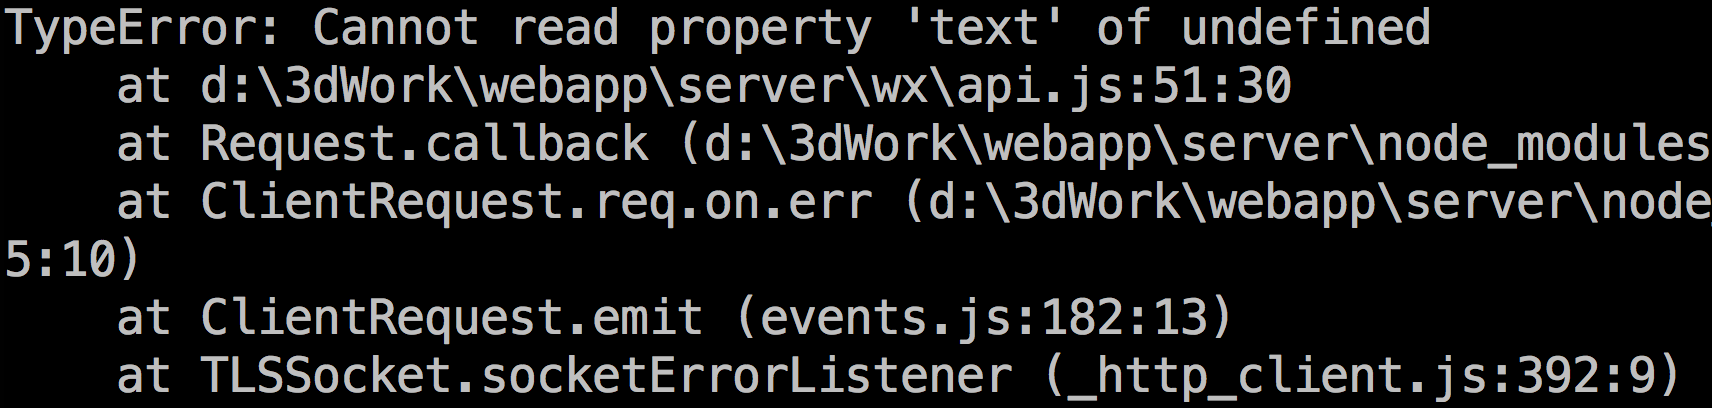 TypeError: Cannot read property 'text' of undefined
    at d:\3dWork\webapp\server\wx\api.js:51:30
    at Request.callback (d:\3dWork\webapp\server\node_modules
    at ClientRequest.req.on.err (d:\3dWork\webapp\server\node_
5:10)
    at ClientRequest.emit (events.js:182:13)
    at TLSSocket.socketErrorListener (_http_client.js:392:9)